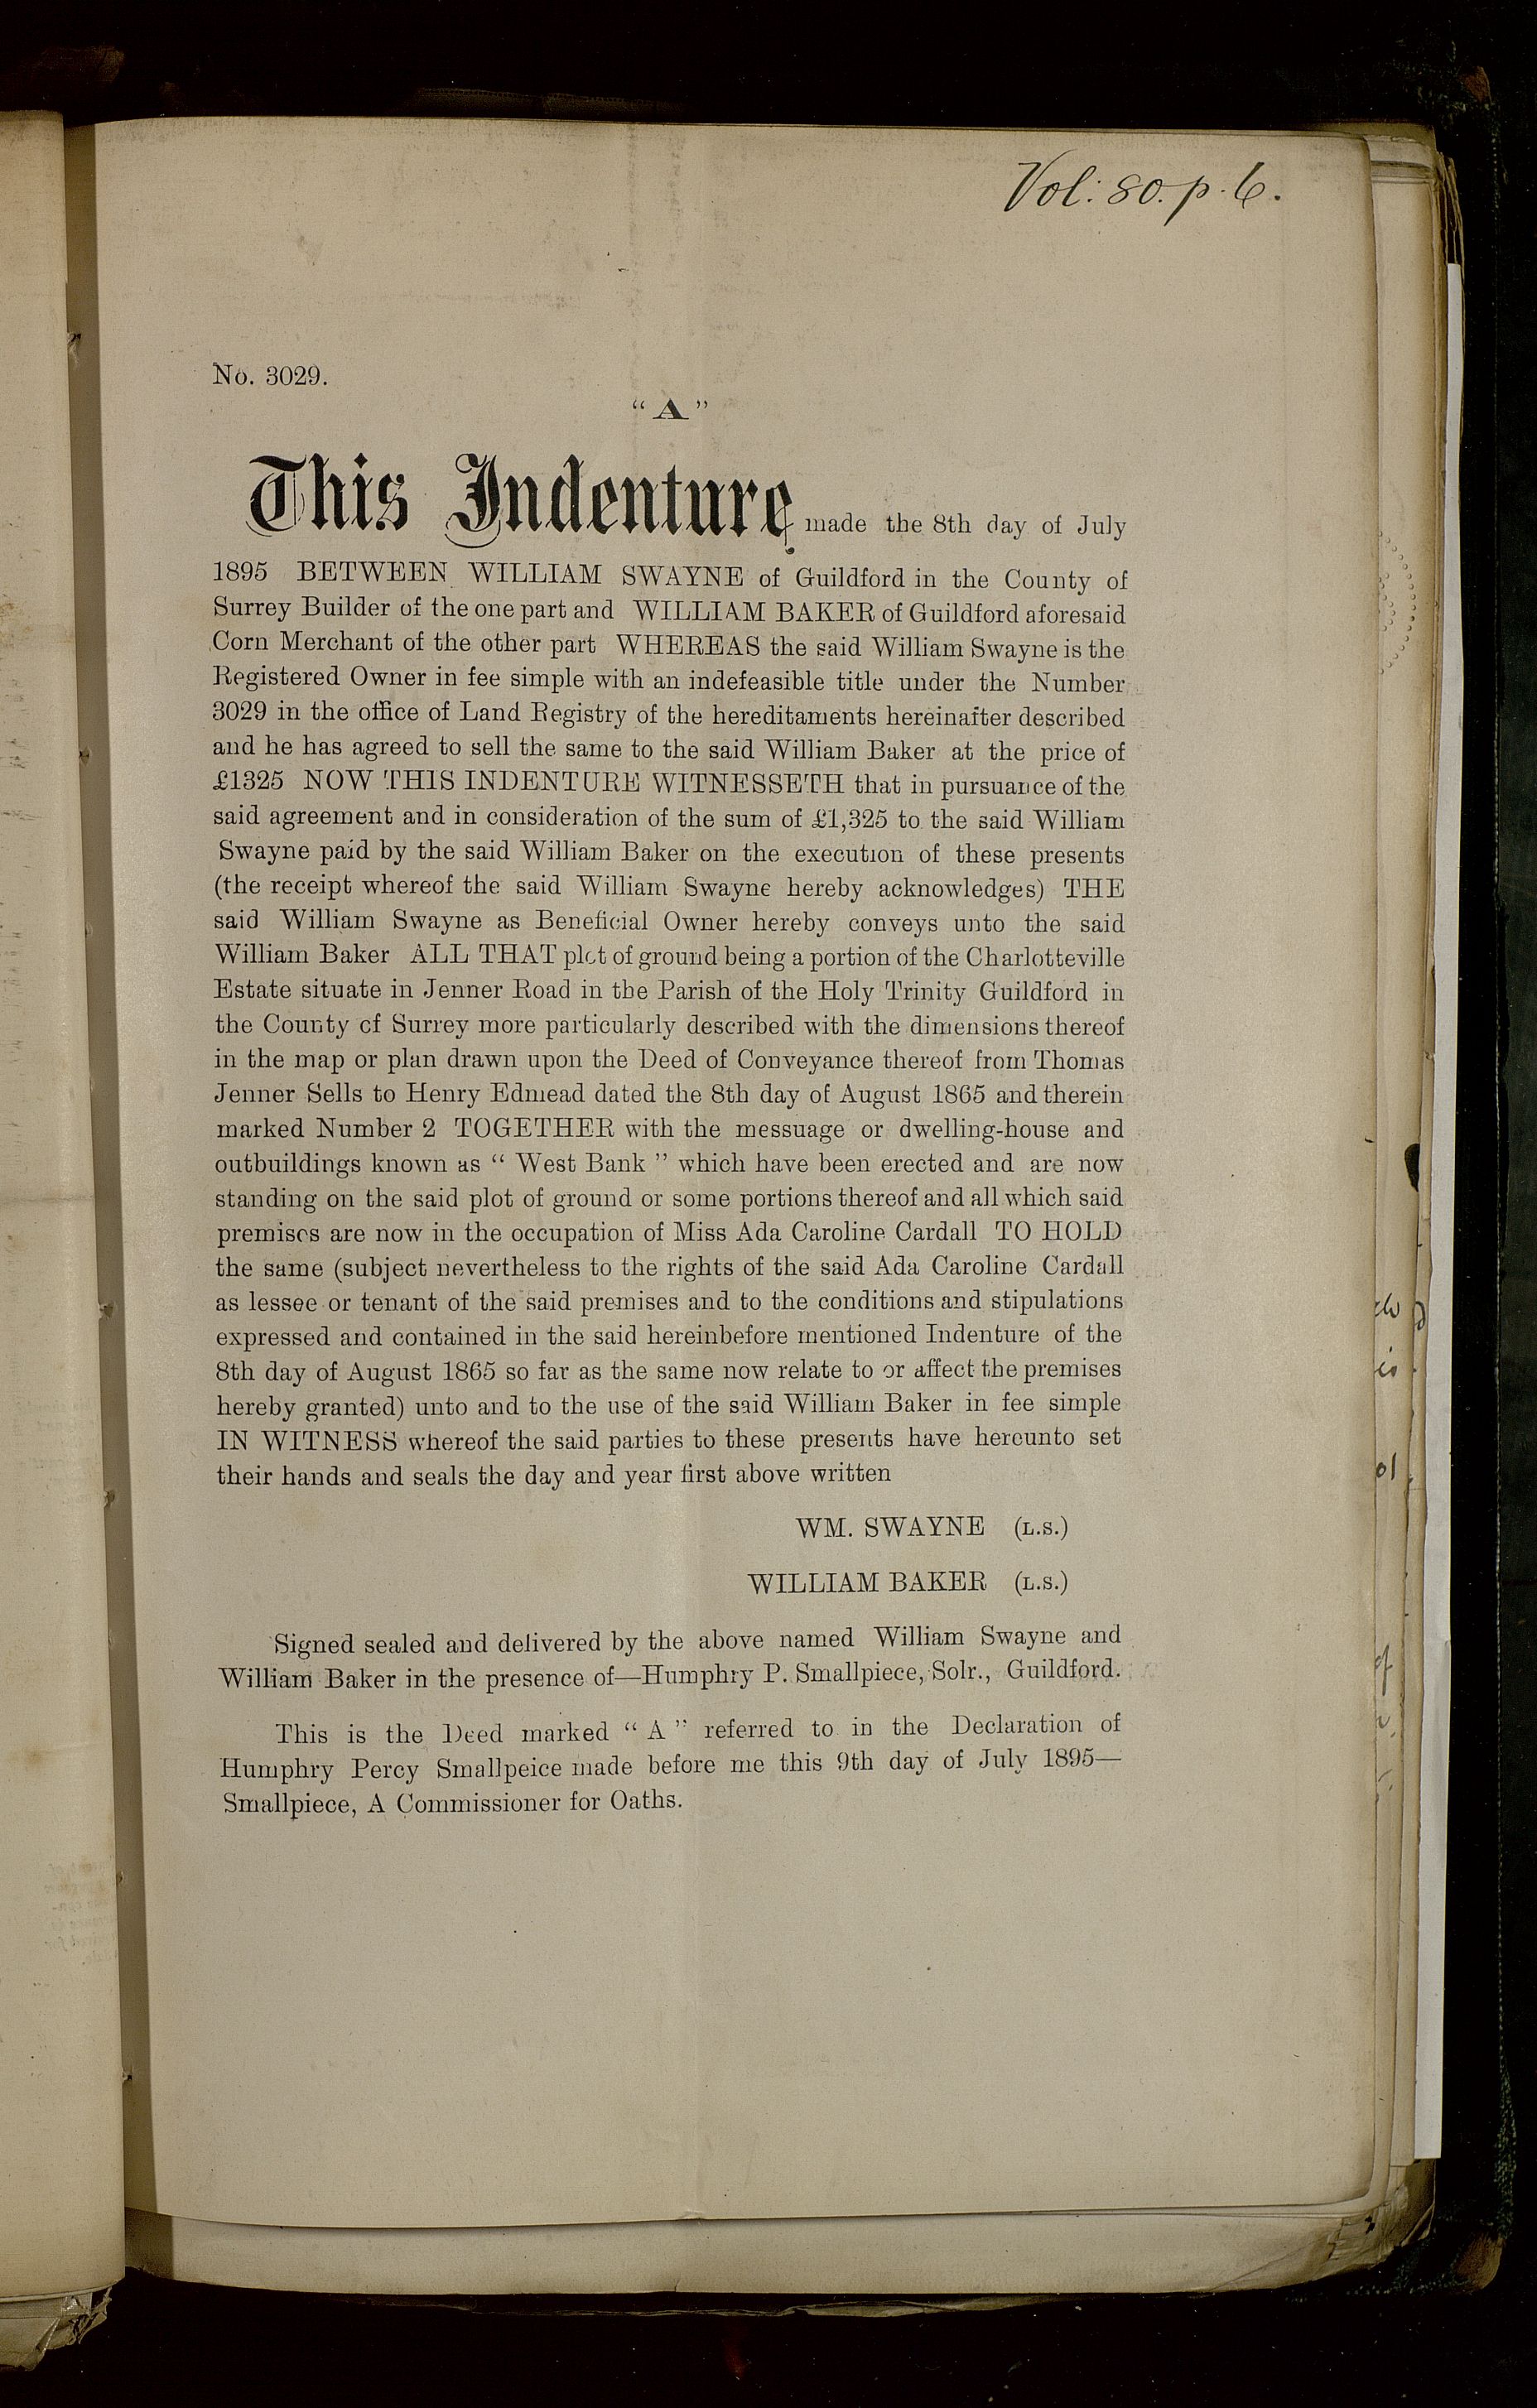 Vol: 80. p. 6.
No. 3029.
“A”
This Indenture made the 8th day of July
1895 BETWEEN WILLIAM SWAYNE of Guildford in the County of
Surrey Builder of the one part and WILLIAM BAKER of Guildford aforesaid
Corn Merchant of the other part WHEREAS the said William Swayne is the
Registered Owner in fee simple with an indefeasible title under the Number
3029 in the office of Land Registry of the hereditaments hereinafter described
and he has agreed to sell the same to the said William Baker at the price of
£1325 NOW THIS INDENTURE WITNESSETH that in pursuance of the
said agreement and in consideration of the sum of £1,325 to the said William
Swayne paid by the said William Baker on the execution of these presents
(the receipt whereof the said William Swayne hereby acknowledges) THE
said William Swayne as Beneficial Owner hereby conveys unto the said
William Baker ALL THAT plot of ground being a portion of the Charlotteville
Estate situate in Jenner Road in the Parish of the Holy Trinity Guildford in
the County of Surrey more particularly described with the dimensions thereof
in the map or plan drawn upon the Deed of Conveyance thereof from Thomas
Jenner Sells to Henry Edmead dated the 8th day of August 1865 and therein
marked Number 2 TOGETHER with the messuage or dwelling-house and
outbuildings known as “ West Bank ” which have been erected and are now
standing on the said plot of ground or some portions thereof and all which said
premises are now in the occupation of Miss Ada Caroline Cardall TO HOLD
the same (subject nevertheless to the rights of the said Ada Caroline Cardall
as lessee or tenant of the said premises and to the conditions and stipulations
expressed and contained in the said hereinbefore mentioned Indenture of the
8th day of August 1865 so far as the same now relate to or affect the premises
hereby granted) unto and to the use of the said William Baker in fee simple
IN WITNESS whereof the said parties to these presents have hereunto set
their hands and seals the day and year first above written
WM. SWAYNE (L.S.)
WILLIAM BAKER (L.S.)
Signed sealed and delivered by the above named William Swayne and
William Baker in the presence of—Humphry P. Smallpiece, Solr., Guildford.
This is the Deed marked “ A ” referred to in the Declaration of
Humphry Percy Smallpeice made before me this 9th day of July 1895—
Smallpiece, A Commissioner for Oaths.